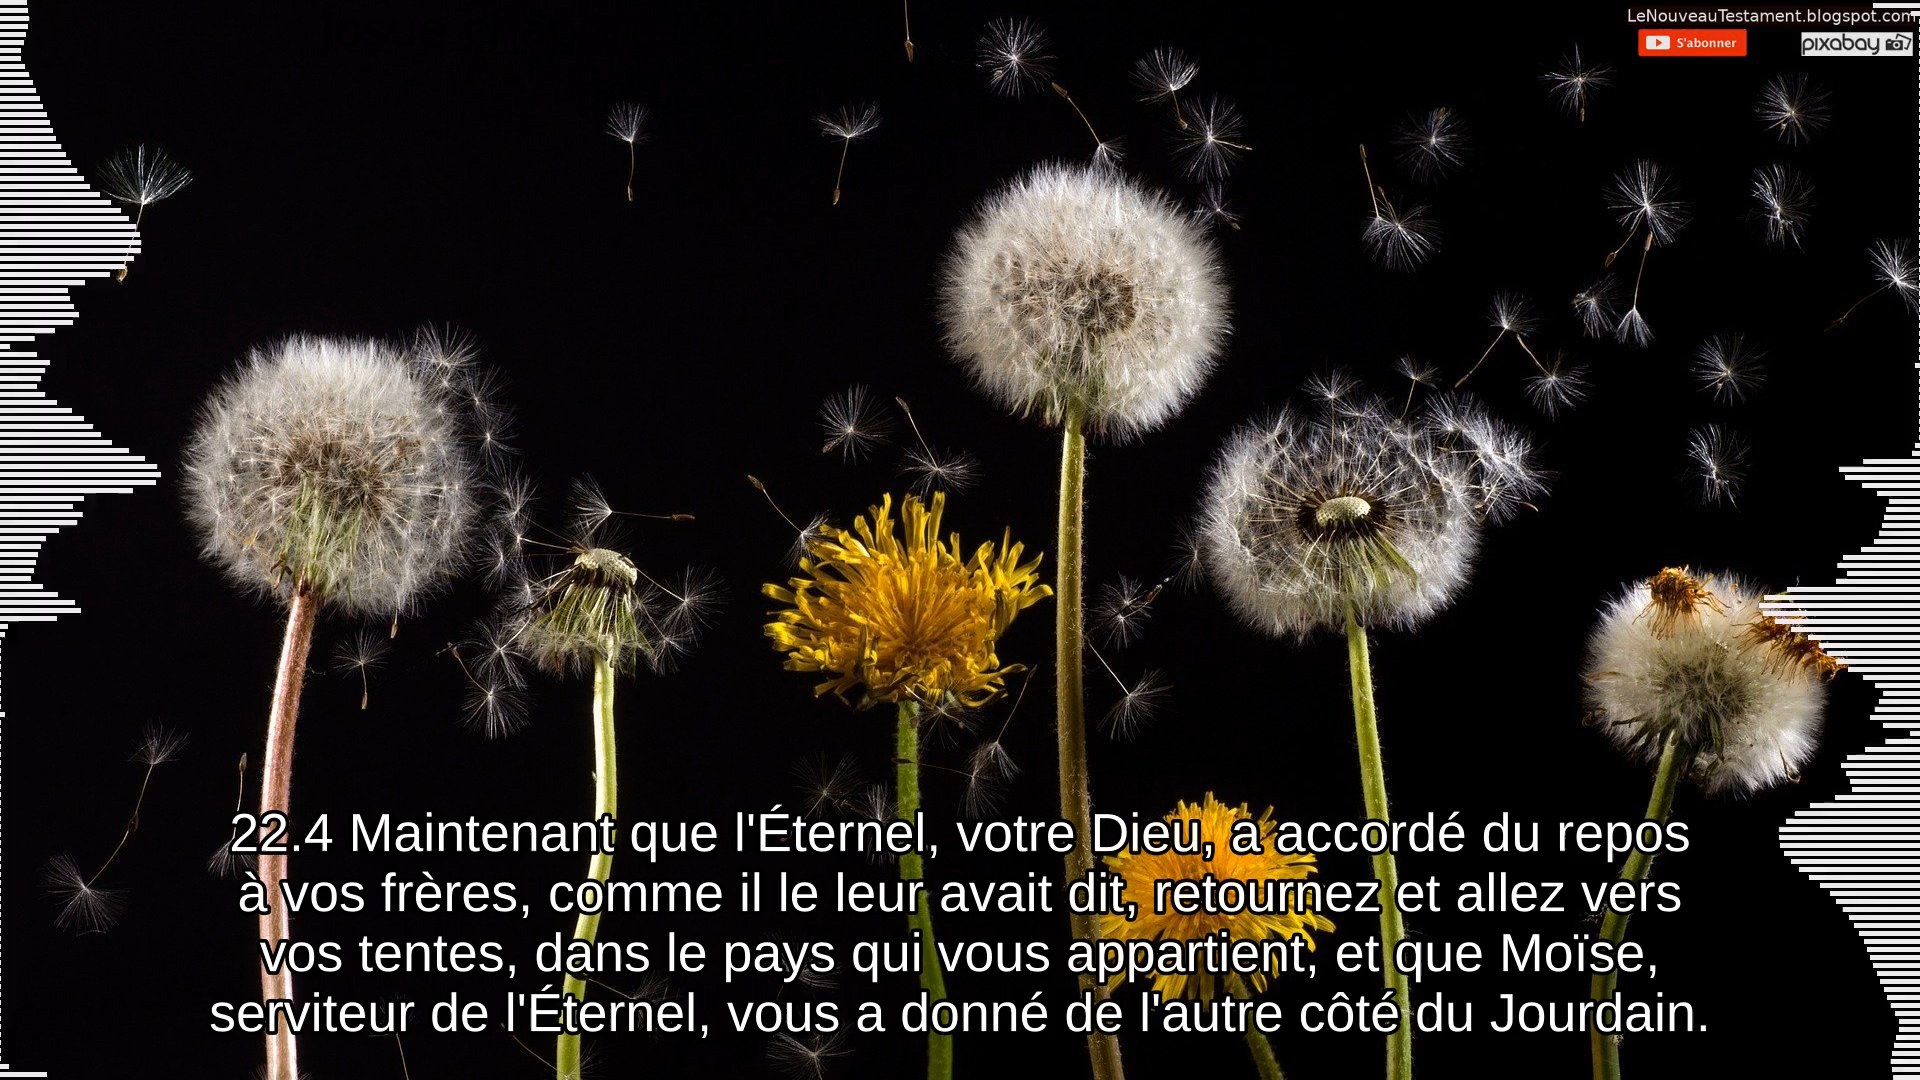 LeNouveauTestament.blogspot.com
S'abonner
pixabay
22.4 Maintenant que l'Éternel, votre Dieu, a accordé du repos
à vos frères, comme il le leur avait dit, retournez et allez vers
vos tentes, dans le pays qui vous appartient, et que Moïse,
serviteur de l'Éternel, vous a donné de l'autre côté du Jourdain.